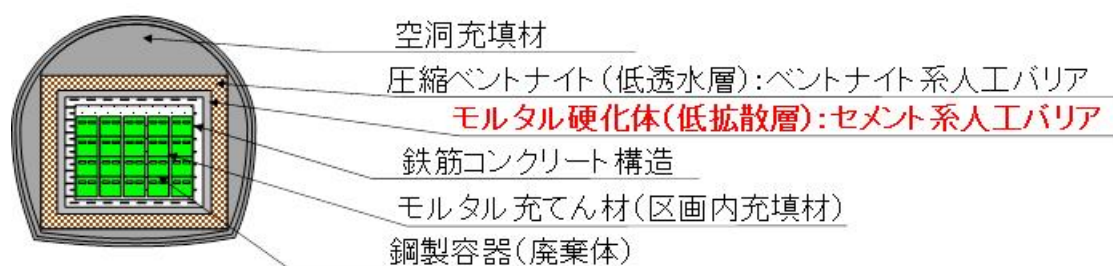 空洞充填材
圧縮ベントナイト(低透水層):ベントナイト系人工バリア
モルタル硬化体(低拡散層):セメント系人工バリア
鉄筋コンクリート構造
モルタル充てん材(区画内充填材)
鋼製容器(廃棄体)